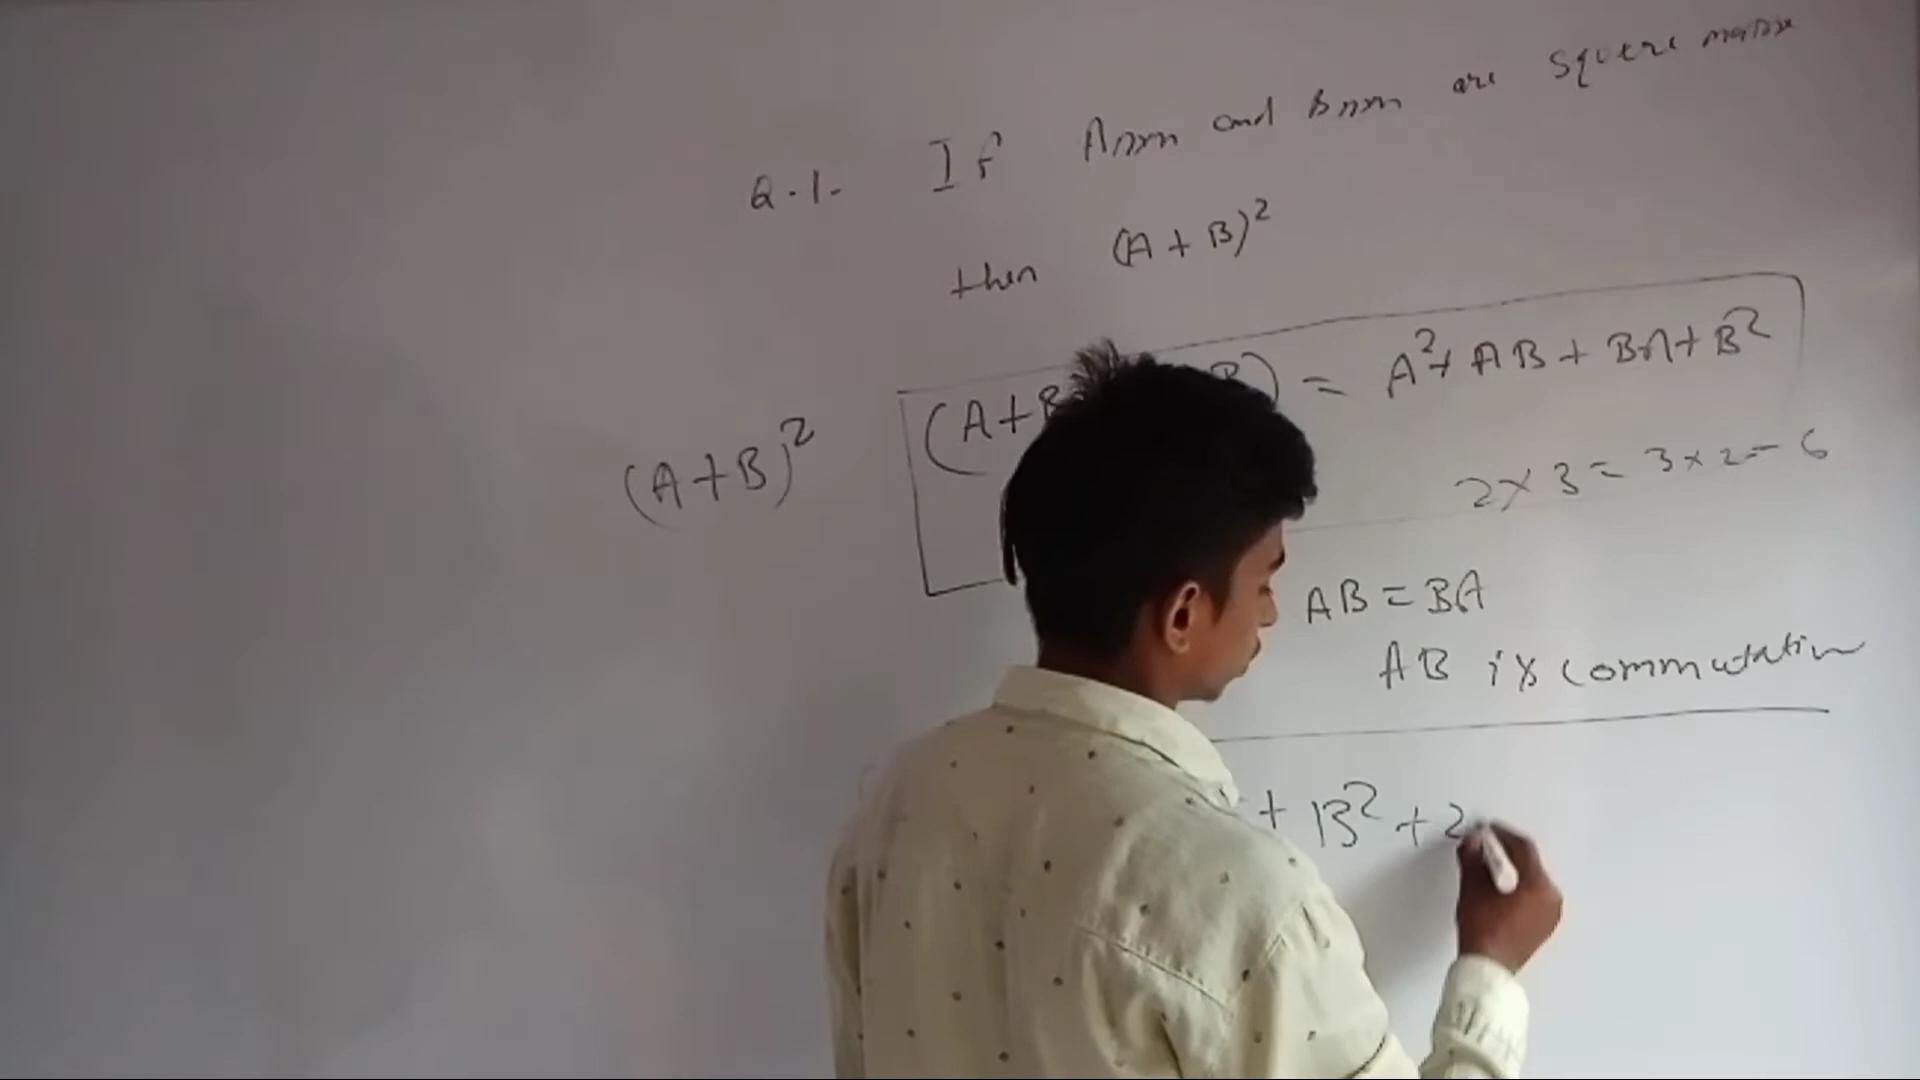 Q.1. If Anxn and Bnxn are squere matrix
then (A+B)²
(A+B)² (A+B B) = A²+ AB + BA + B²
2 x 3 = 3 x 2 = 6
AB = BA
AB is commutative
+ B² + 2